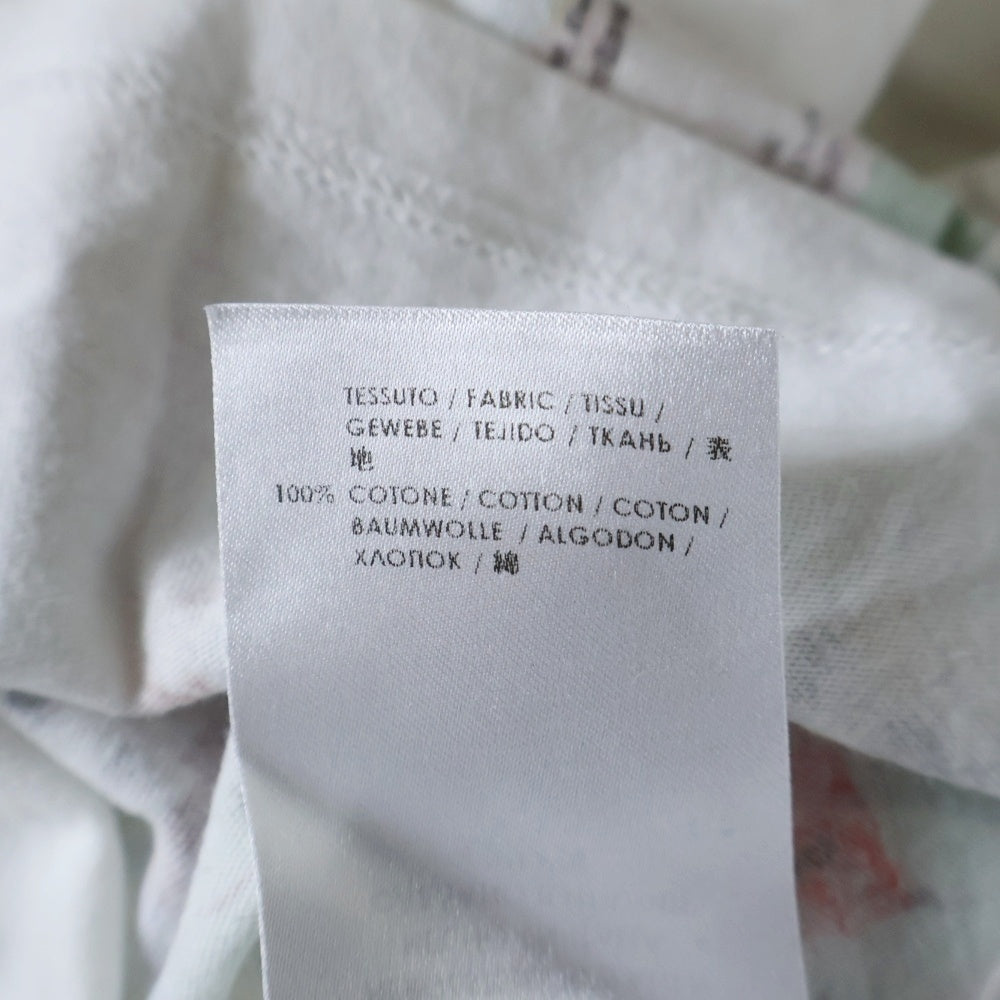 TESSUTO / FABRIC / TISSU /
GEWEBE / TEJIDO / ТКАНЬ / 表
地
100% COTONE / COTTON / COTON /
BAUMWOLLE / ALGODON /
ХЛОПОК / 綿